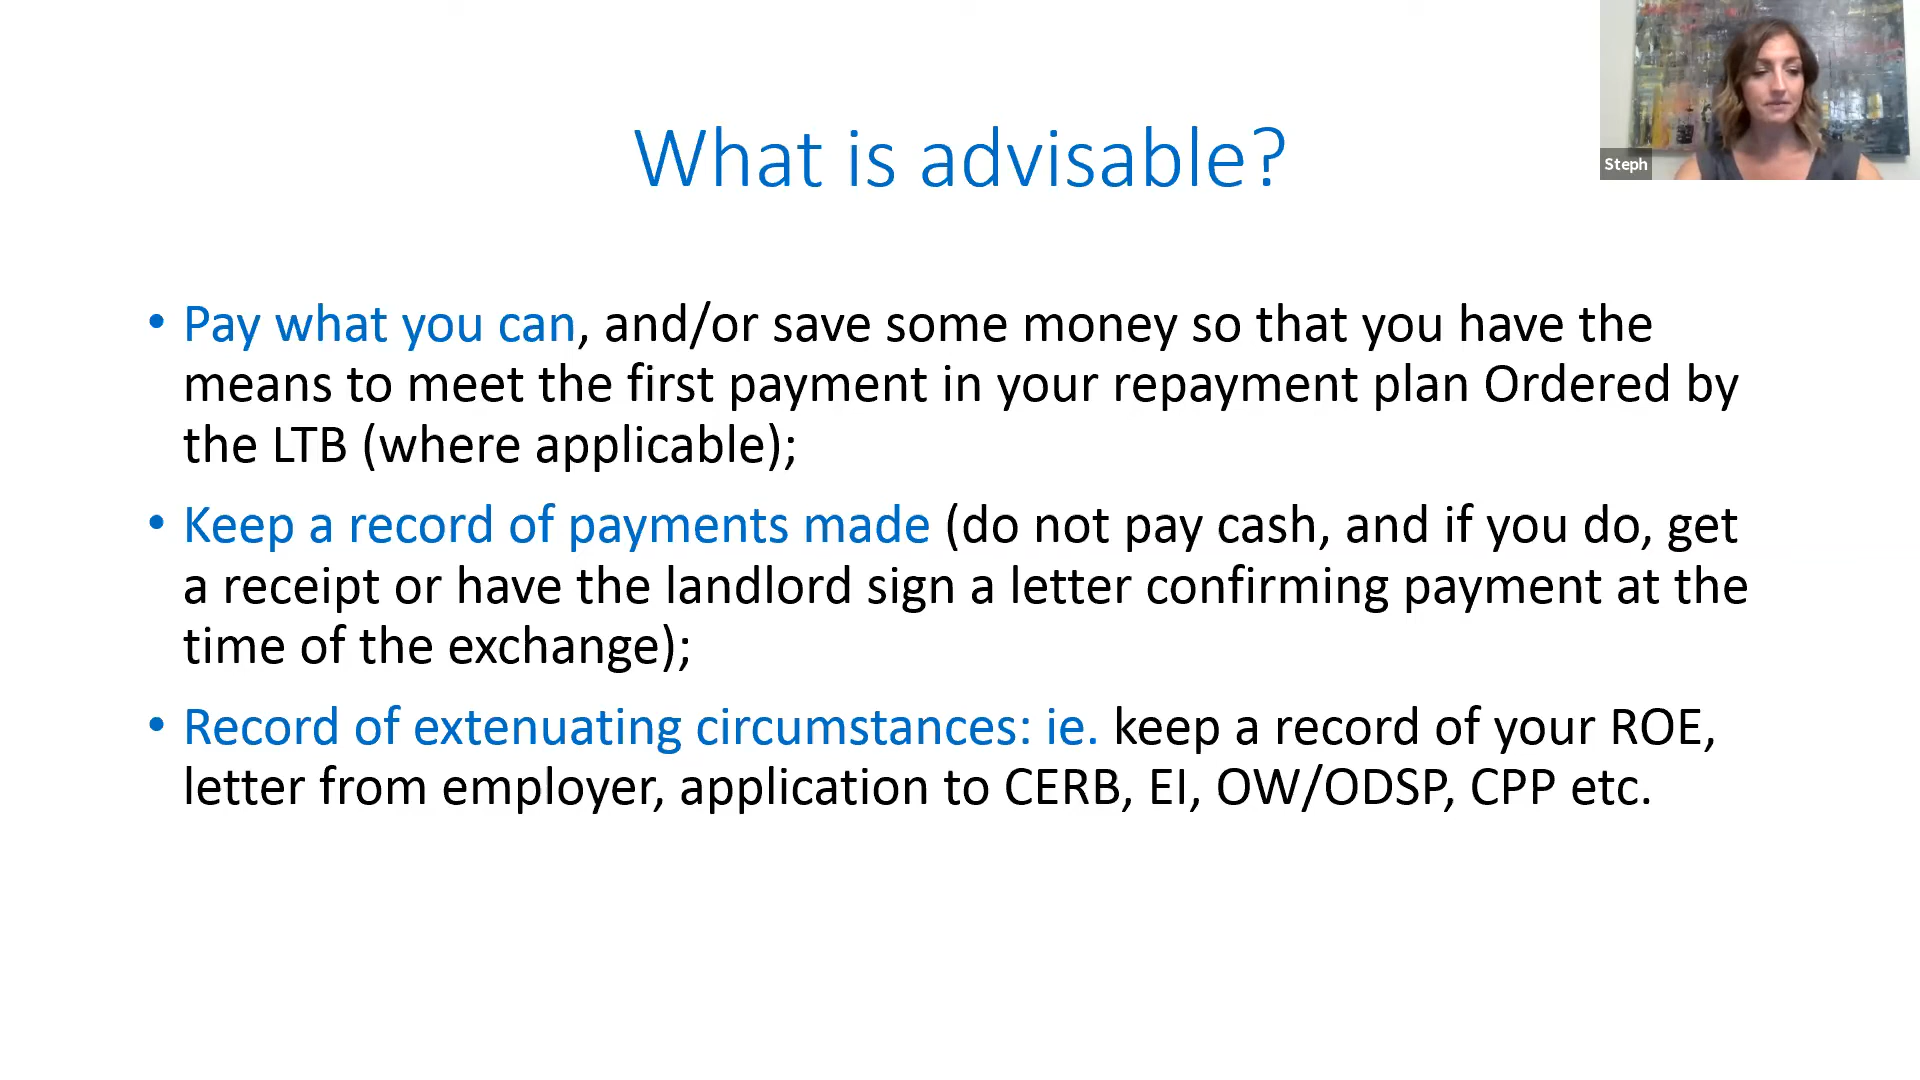 What is advisable?
Steph
• Pay what you can, and/or save some money so that you have the
means to meet the first payment in your repayment plan Ordered by
the LTB (where applicable);
• Keep a record of payments made (do not pay cash, and if you do, get
a receipt or have the landlord sign a letter confirming payment at the
time of the exchange);
• Record of extenuating circumstances: ie. keep a record of your ROE,
letter from employer, application to CERB, EI, OW/ODSP, CPP etc.